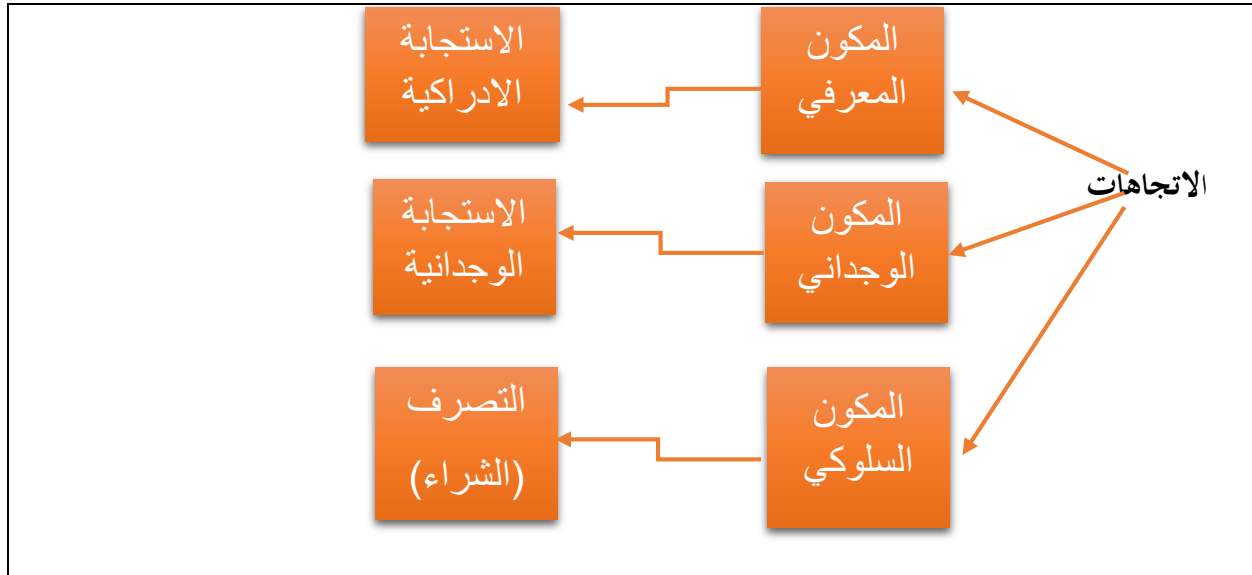 الاتجاهات
المكون
المعرفي
الاستجابة
الادراكية
المكون
الوجداني
الاستجابة
الوجدانية
المكون
السلوكي
التصرف
(الشراء)